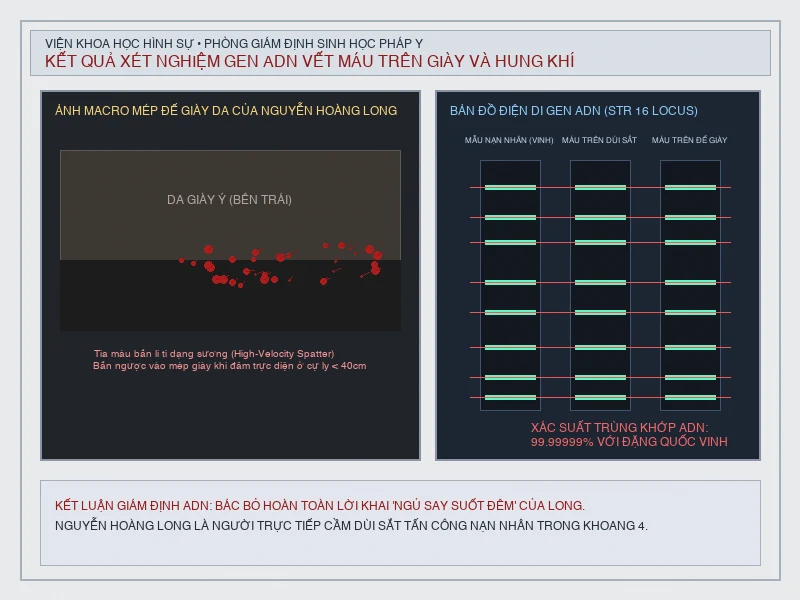 VIỆN KHOA HỌC HÌNH SỰ • PHÒNG GIÁM ĐỊNH SINH HỌC PHÁP Y
KẾT QUẢ XÉT NGHIỆM GEN ADN VẾT MÁU TRÊN GIÀY VÀ HUNG KHÍ
ẢNH MACRO MÉP ĐẾ GIÀY DA CỦA NGUYỄN HOÀNG LONG
DA GIÀY Ý (BÊN TRÁI)
Tia máu bắn li ti dạng sương (High-Velocity Spatter)
Bắn ngược vào mép giày khi đâm trực diện ở cự ly < 40cm
BẢN ĐỒ ĐIỆN DI GEN ADN (STR 16 LOCUS)
MẪU NẠN NHÂN (VINH)
MÁU TRÊN DÙI SẮT
MÁU TRÊN ĐẾ GIÀY
XÁC SUẤT TRÙNG KHỚP ADN:
99.99999% VỚI ĐẶNG QUỐC VINH
KẾT LUẬN GIÁM ĐỊNH ADN: BÁC BỎ HOÀN TOÀN LỜI KHAI 'NGỦ SAY SUỐT ĐÊM' CỦA LONG.
NGUYỄN HOÀNG LONG LÀ NGƯỜI TRỰC TIẾP CẦM DÙI SẮT TẤN CÔNG NẠN NHÂN TRONG KHOANG 4.